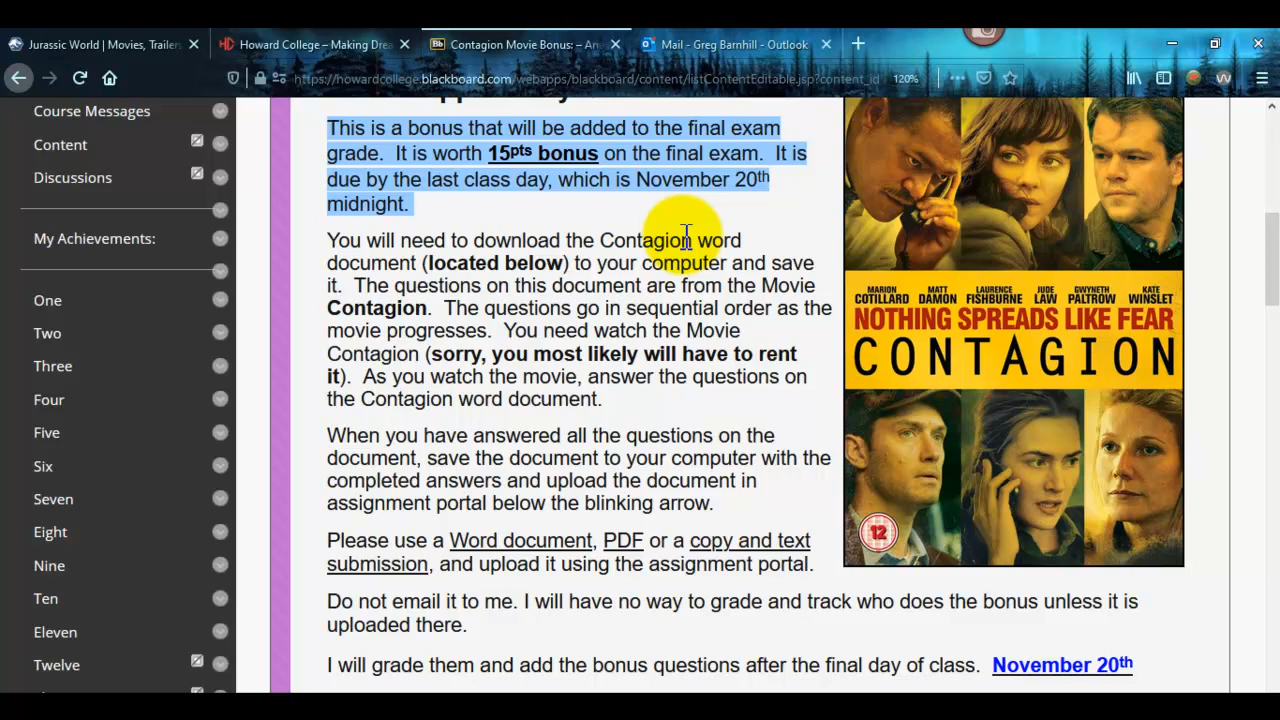 Jurassic World | Movies, Trailers
Howard College – Making Dre
Contagion Movie Bonus: – An
Mail - Greg Barnhill - Outlook
https://howardcollege.blackboard.com/webapps/blackboard/content/listContentEditable.jsp?content_id
120%
Course Messages
Content
Discussions
My Achievements:
One
Two
Three
Four
Five
Six
Seven
Eight
Nine
Ten
Eleven
Twelve
This is a bonus that will be added to the final exam
grade. It is worth 15pts bonus on the final exam. It is
due by the last class day, which is November 20th
midnight.
You will need to download the Contagion word
document (located below) to your computer and save
it. The questions on this document are from the Movie
Contagion. The questions go in sequential order as the
movie progresses. You need watch the Movie
Contagion (sorry, you most likely will have to rent
it). As you watch the movie, answer the questions on
the Contagion word document.
When you have answered all the questions on the
document, save the document to your computer with the
completed answers and upload the document in
assignment portal below the blinking arrow.
Please use a Word document, PDF or a copy and text
submission, and upload it using the assignment portal.
Do not email it to me. I will have no way to grade and track who does the bonus unless it is
uploaded there.
I will grade them and add the bonus questions after the final day of class. November 20th
MARION COTILLARD MATT DAMON LAURENCE FISHBURNE JUDE LAW GWYNETH PALTROW KATE WINSLET
NOTHING SPREADS LIKE FEAR
CONTAGION
12